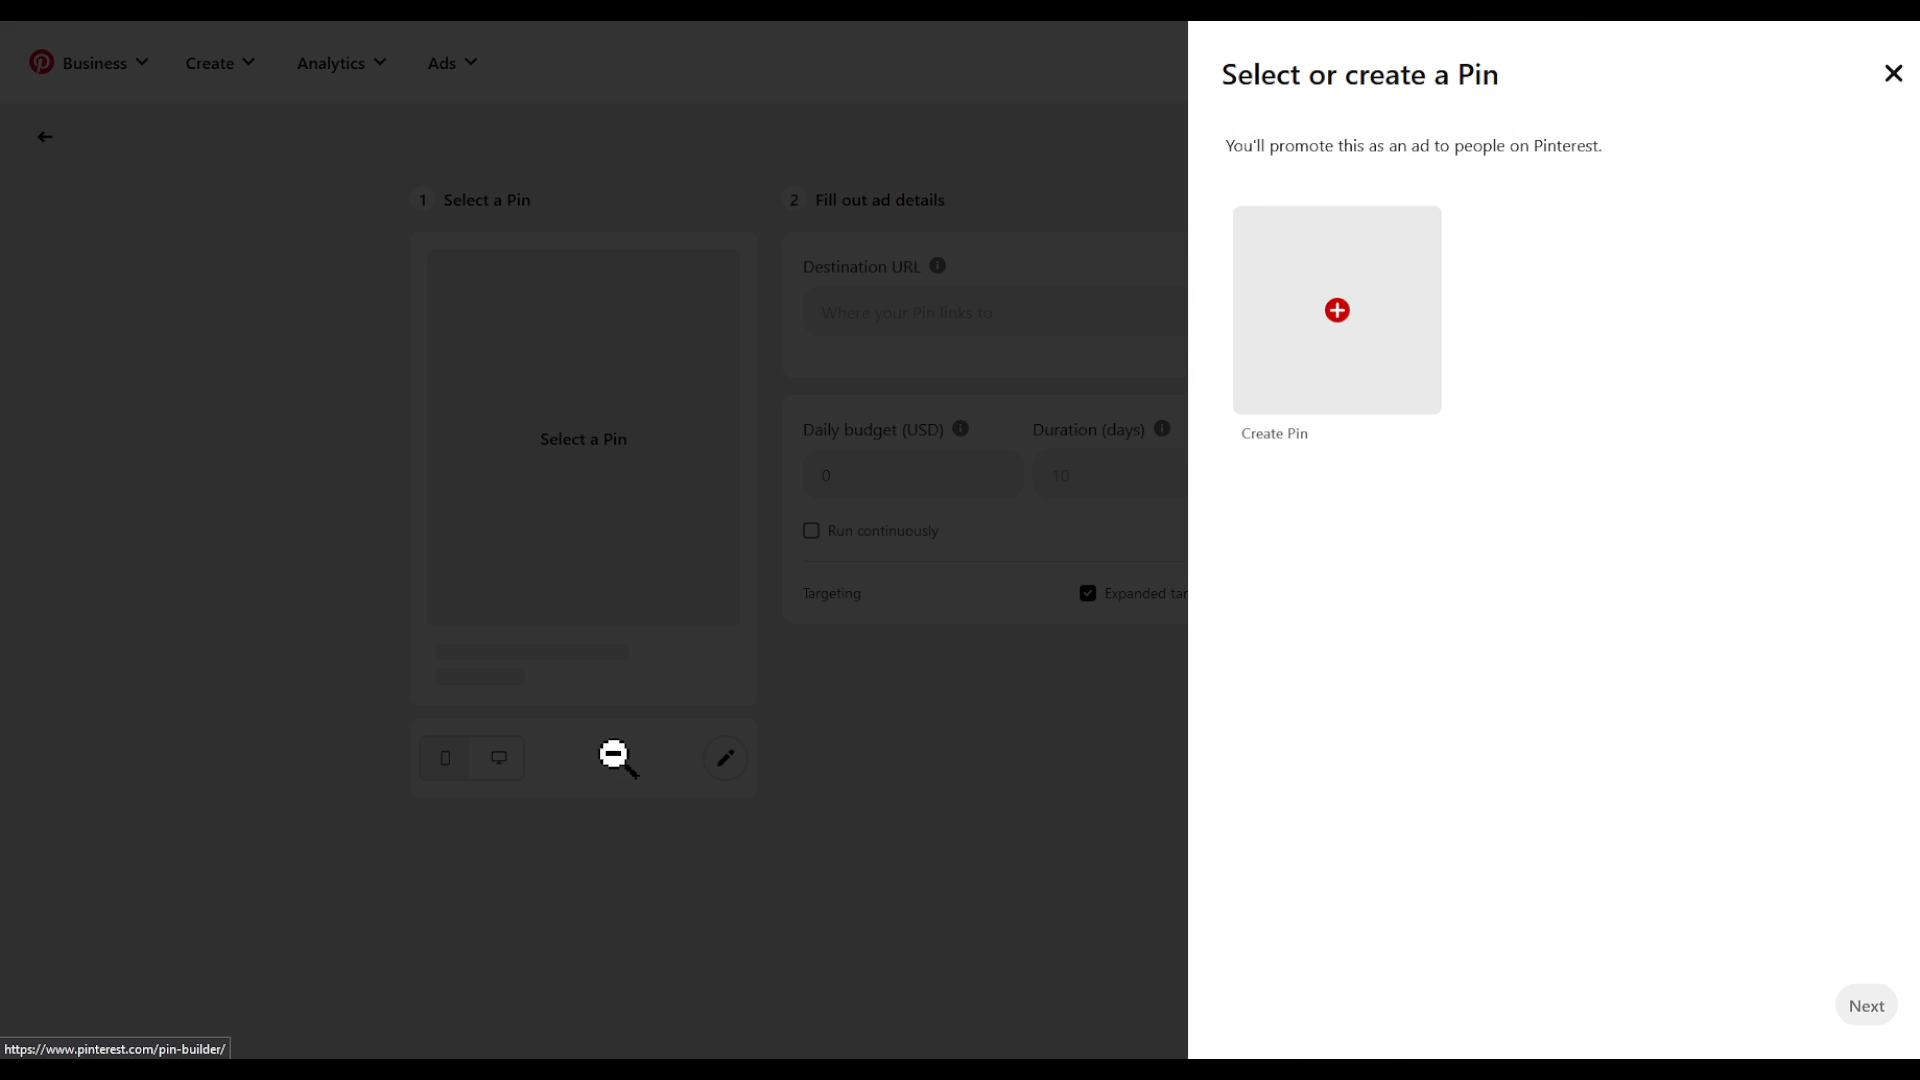 Business
Create
Analytics
Ads
1 Select a Pin
Select a Pin
2 Fill out ad details
Destination URL
Where your Pin links to
Daily budget (USD)
Duration (days)
0
10
Run continuously
Targeting
Expanded tar
Select or create a Pin
You'll promote this as an ad to people on Pinterest.
Create Pin
Next
https://www.pinterest.com/pin-builder/